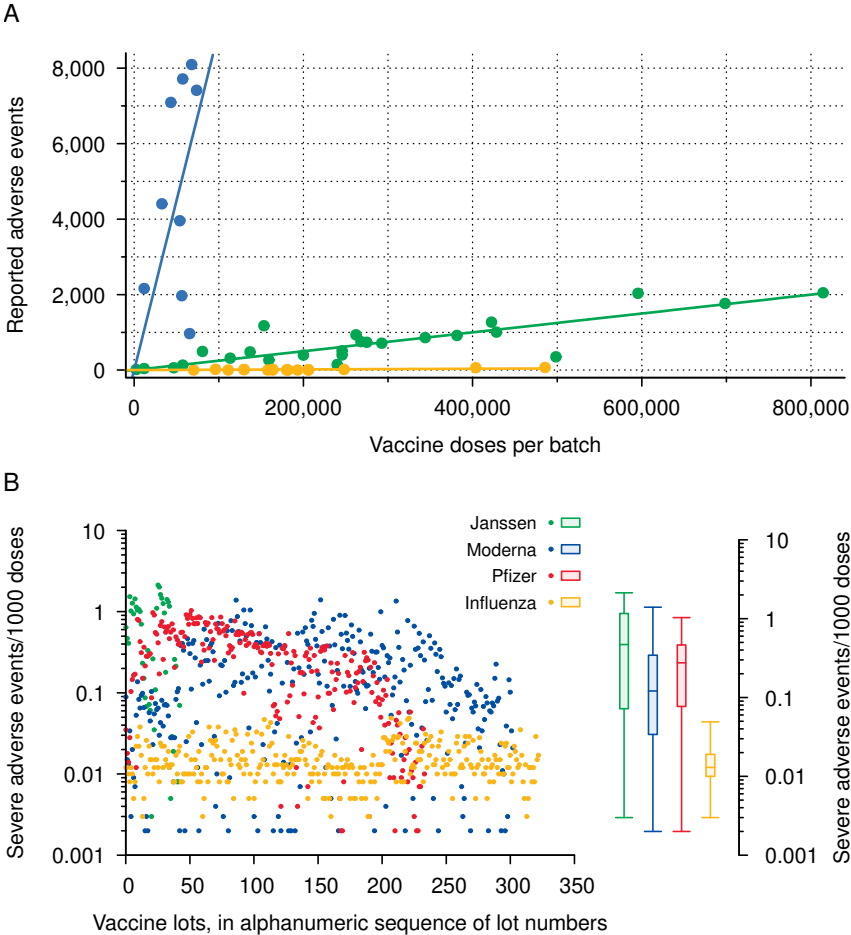 A
8,000
6,000
4,000
2,000
0
Reported adverse events
0 200,000 400,000 600,000 800,000
Vaccine doses per batch
B
Janssen
Moderna
Pfizer
Influenza
10
1
0.1
0.01
0.001
Severe adverse events/1000 doses
0 50 100 150 200 250 300 350
Vaccine lots, in alphanumeric sequence of lot numbers
10
1
0.1
0.01
0.001
Severe adverse events/1000 doses